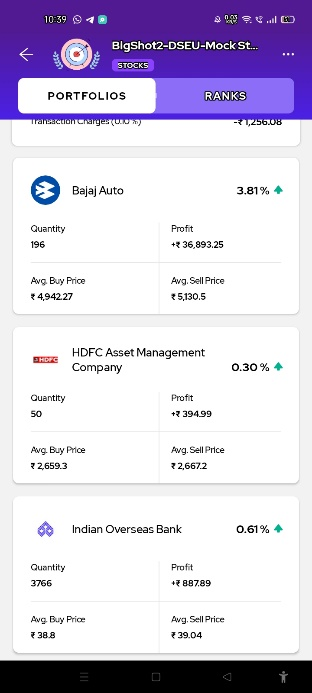 10:39
0.03 KB/S
BigShot2-DSEU-Mock St...
STOCKS
PORTFOLIOS RANKS
Transaction Charges (0.10 %) -₹ 1,256.08
Bajaj Auto 3.81 %
Quantity Profit
196 +₹ 36,893.25
Avg. Buy Price Avg. Sell Price
₹ 4,942.27 ₹ 5,130.5
HDFC Asset Management
Company 0.30 %
HDFC
Quantity Profit
50 +₹ 394.99
Avg. Buy Price Avg. Sell Price
₹ 2,659.3 ₹ 2,667.2
Indian Overseas Bank 0.61 %
Quantity Profit
3766 +₹ 887.89
Avg. Buy Price Avg. Sell Price
₹ 38.8 ₹ 39.04